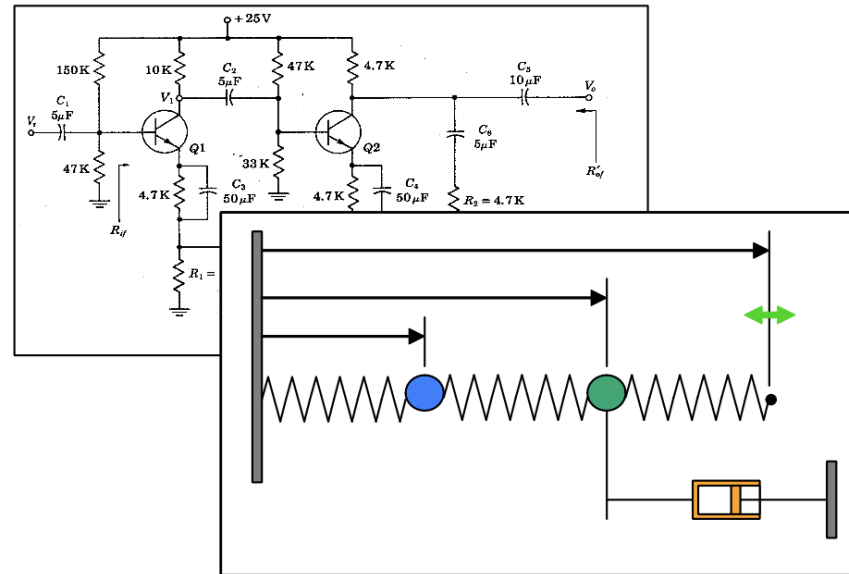 +25V
150K
10K
C₂
5μF
47K
4.7K
C₅
10μF
V₁
C₁
5μF
Vᵣ
Vₒ
C₆
5μF
Q1
Q2
47K
33K
R′of
4.7K
C₃
50μF
4.7K
C₄
50μF
R₂ = 4.7K
Rif
R₁ =